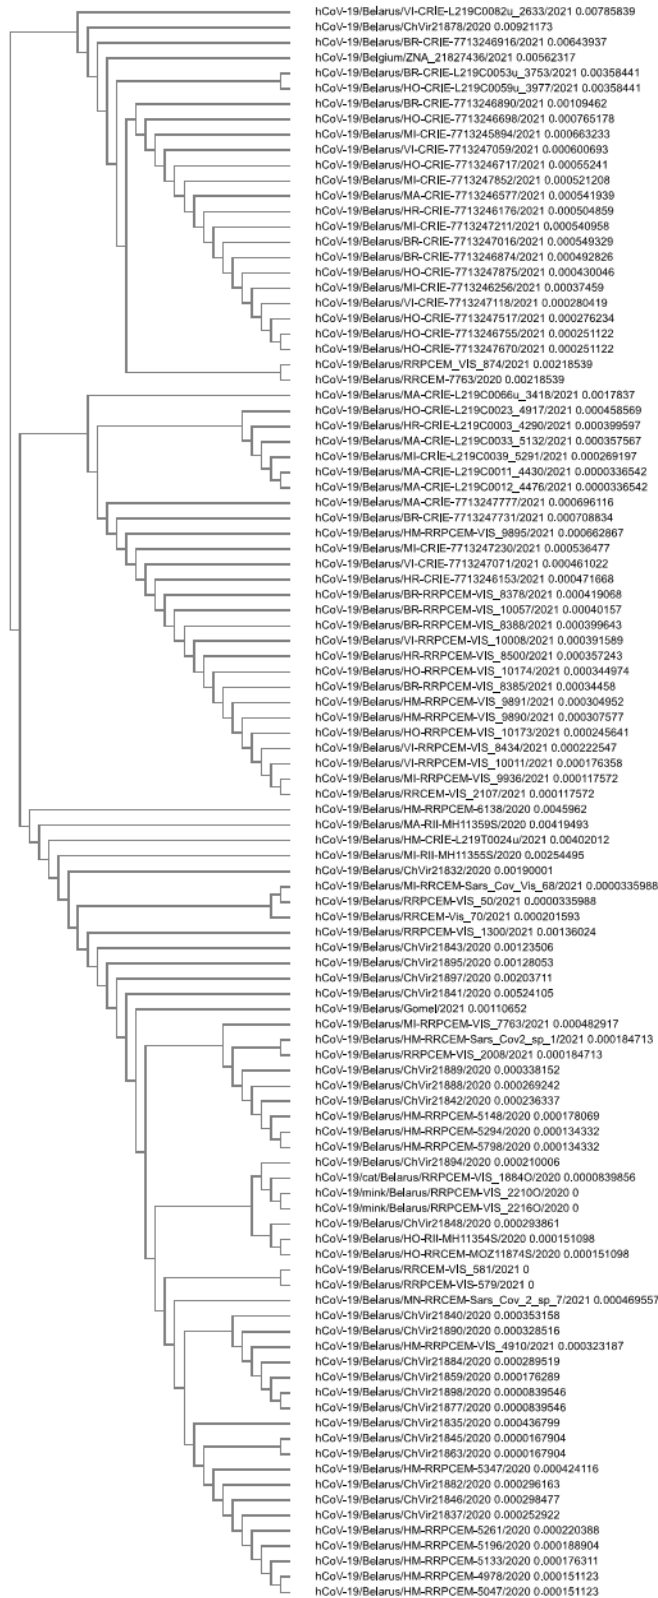 hCoV-19/Belarus/VI-CRIE-L219C0082u_2633/2021 0.00785839
hCoV-19/Belarus/ChVir21878/2020 0.00921173
hCoV-19/Belarus/BR-CRIE-7713246916/2021 0.00643937
hCoV-19/Belgium/ZNA_21827436/2021 0.00562317
hCoV-19/Belarus/BR-CRIE-L219C0053u_3753/2021 0.00358441
hCoV-19/Belarus/HO-CRIE-L219C0059u_3977/2021 0.00358441
hCoV-19/Belarus/BR-CRIE-7713246890/2021 0.00109462
hCoV-19/Belarus/HO-CRIE-7713246698/2021 0.000765178
hCoV-19/Belarus/MI-CRIE-7713245894/2021 0.000663233
hCoV-19/Belarus/VI-CRIE-7713247059/2021 0.000600693
hCoV-19/Belarus/HO-CRIE-7713246717/2021 0.00055241
hCoV-19/Belarus/MI-CRIE-7713247852/2021 0.000521208
hCoV-19/Belarus/MA-CRIE-7713246577/2021 0.000541939
hCoV-19/Belarus/HR-CRIE-7713246176/2021 0.000504859
hCoV-19/Belarus/MI-CRIE-7713247211/2021 0.000540958
hCoV-19/Belarus/BR-CRIE-7713247016/2021 0.000549329
hCoV-19/Belarus/BR-CRIE-7713246874/2021 0.000492826
hCoV-19/Belarus/HO-CRIE-7713247875/2021 0.000430046
hCoV-19/Belarus/MI-CRIE-7713246256/2021 0.00037459
hCoV-19/Belarus/VI-CRIE-7713247118/2021 0.000280419
hCoV-19/Belarus/HO-CRIE-7713247517/2021 0.000276234
hCoV-19/Belarus/HO-CRIE-7713246755/2021 0.000251122
hCoV-19/Belarus/HO-CRIE-7713247670/2021 0.000251122
hCoV-19/Belarus/RRPCEM_VIS_874/2021 0.00218539
hCoV-19/Belarus/RRCEM-7763/2020 0.00218539
hCoV-19/Belarus/MA-CRIE-L219C0066u_3418/2021 0.0017837
hCoV-19/Belarus/HO-CRIE-L219C0023_4917/2021 0.000458569
hCoV-19/Belarus/HR-CRIE-L219C0003_4290/2021 0.000399597
hCoV-19/Belarus/MA-CRIE-L219C0033_5132/2021 0.000357567
hCoV-19/Belarus/MI-CRIE-L219C0039_5291/2021 0.000269197
hCoV-19/Belarus/MA-CRIE-L219C0011_4430/2021 0.0000336542
hCoV-19/Belarus/MA-CRIE-L219C0012_4476/2021 0.0000336542
hCoV-19/Belarus/MA-CRIE-7713247777/2021 0.000696116
hCoV-19/Belarus/BR-CRIE-7713247731/2021 0.000708834
hCoV-19/Belarus/HM-RRPCEM-VIS_9895/2021 0.000662867
hCoV-19/Belarus/MI-CRIE-7713247230/2021 0.000536477
hCoV-19/Belarus/VI-CRIE-7713247071/2021 0.000461022
hCoV-19/Belarus/HR-CRIE-7713246153/2021 0.000471668
hCoV-19/Belarus/BR-RRPCEM-VIS_8378/2021 0.000419068
hCoV-19/Belarus/BR-RRPCEM-VIS_10057/2021 0.00040157
hCoV-19/Belarus/BR-RRPCEM-VIS_8388/2021 0.000399643
hCoV-19/Belarus/VI-RRPCEM-VIS_10008/2021 0.000391589
hCoV-19/Belarus/HR-RRPCEM-VIS_8500/2021 0.000357243
hCoV-19/Belarus/HO-RRPCEM-VIS_10174/2021 0.000344974
hCoV-19/Belarus/BR-RRPCEM-VIS_8385/2021 0.00034458
hCoV-19/Belarus/HM-RRPCEM-VIS_9891/2021 0.000304952
hCoV-19/Belarus/HM-RRPCEM-VIS_9890/2021 0.000307577
hCoV-19/Belarus/HO-RRPCEM-VIS_10173/2021 0.000245641
hCoV-19/Belarus/VI-RRPCEM-VIS_8434/2021 0.000222547
hCoV-19/Belarus/VI-RRPCEM-VIS_10011/2021 0.000176358
hCoV-19/Belarus/MI-RRPCEM-VIS_9936/2021 0.000117572
hCoV-19/Belarus/RRCEM-VIS_2107/2021 0.000117572
hCoV-19/Belarus/HM-RRPCEM-6138/2020 0.0045962
hCoV-19/Belarus/MA-RII-MH11359S/2020 0.00419493
hCoV-19/Belarus/HM-CRIE-L219T0024u/2021 0.00402012
hCoV-19/Belarus/MI-RII-MH11355S/2020 0.00254495
hCoV-19/Belarus/ChVir21832/2020 0.00190001
hCoV-19/Belarus/MI-RRCEM-Sars_Cov_Vis_68/2021 0.0000335988
hCoV-19/Belarus/RRPCEM-VIS_50/2021 0.0000335988
hCoV-19/Belarus/RRCEM-Vis_70/2021 0.000201593
hCoV-19/Belarus/RRPCEM-VIS_1300/2021 0.00136024
hCoV-19/Belarus/ChVir21843/2020 0.00123506
hCoV-19/Belarus/ChVir21895/2020 0.00128053
hCoV-19/Belarus/ChVir21897/2020 0.00203711
hCoV-19/Belarus/ChVir21841/2020 0.00524105
hCoV-19/Belarus/Gomel/2021 0.00110652
hCoV-19/Belarus/MI-RRPCEM-VIS_7763/2021 0.000482917
hCoV-19/Belarus/HM-RRCEM-Sars_Cov2_sp_1/2021 0.000184713
hCoV-19/Belarus/RRPCEM-VIS_2008/2021 0.000184713
hCoV-19/Belarus/ChVir21889/2020 0.000338152
hCoV-19/Belarus/ChVir21888/2020 0.000269242
hCoV-19/Belarus/ChVir21842/2020 0.000236337
hCoV-19/Belarus/HM-RRPCEM-5148/2020 0.000178069
hCoV-19/Belarus/HM-RRPCEM-5294/2020 0.000134332
hCoV-19/Belarus/HM-RRPCEM-5798/2020 0.000134332
hCoV-19/Belarus/ChVir21894/2020 0.000210006
hCoV-19/cat/Belarus/RRPCEM-VIS_1884O/2020 0.0000839856
hCoV-19/mink/Belarus/RRPCEM-VIS_2210O/2020 0
hCoV-19/mink/Belarus/RRPCEM-VIS_2216O/2020 0
hCoV-19/Belarus/ChVir21848/2020 0.000293861
hCoV-19/Belarus/HO-RII-MH11354S/2020 0.000151098
hCoV-19/Belarus/HO-RRCEM-MOZ11874S/2020 0.000151098
hCoV-19/Belarus/RRCEM-VIS_581/2021 0
hCoV-19/Belarus/RRPCEM-VIS-579/2021 0
hCoV-19/Belarus/MN-RRCEM-Sars_Cov_2_sp_7/2021 0.000469557
hCoV-19/Belarus/ChVir21840/2020 0.000353158
hCoV-19/Belarus/ChVir21890/2020 0.000328516
hCoV-19/Belarus/HM-RRPCEM-VIS_4910/2021 0.000323187
hCoV-19/Belarus/ChVir21884/2020 0.000289519
hCoV-19/Belarus/ChVir21859/2020 0.000176289
hCoV-19/Belarus/ChVir21898/2020 0.0000839546
hCoV-19/Belarus/ChVir21877/2020 0.0000839546
hCoV-19/Belarus/ChVir21835/2020 0.000436799
hCoV-19/Belarus/ChVir21845/2020 0.0000167904
hCoV-19/Belarus/ChVir21863/2020 0.0000167904
hCoV-19/Belarus/HM-RRPCEM-5347/2020 0.000424116
hCoV-19/Belarus/ChVir21882/2020 0.000296163
hCoV-19/Belarus/ChVir21846/2020 0.000298477
hCoV-19/Belarus/ChVir21837/2020 0.000252922
hCoV-19/Belarus/HM-RRPCEM-5261/2020 0.000220388
hCoV-19/Belarus/HM-RRPCEM-5196/2020 0.000188904
hCoV-19/Belarus/HM-RRPCEM-5133/2020 0.000176311
hCoV-19/Belarus/HM-RRPCEM-4978/2020 0.000151123
hCoV-19/Belarus/HM-RRPCEM-5047/2020 0.000151123